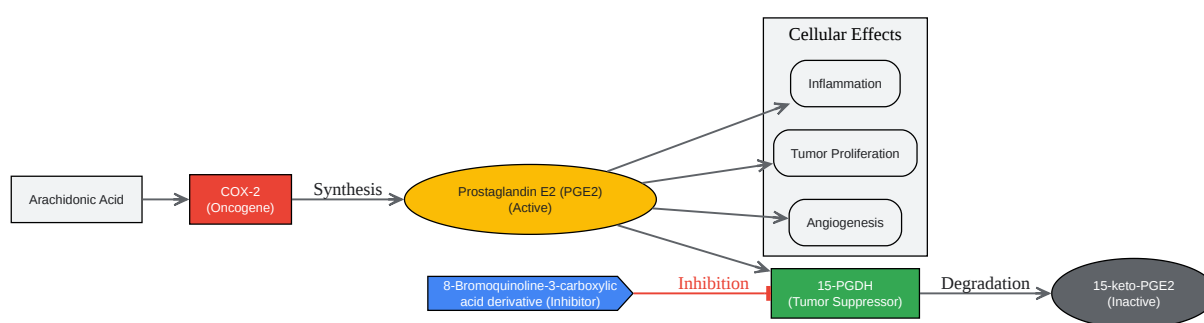 Cellular Effects
Inflammation
Tumor Proliferation
Angiogenesis
Arachidonic Acid
COX-2
(Oncogene)
Synthesis
Prostaglandin E2 (PGE2)
(Active)
8-Bromoquinoline-3-carboxylic
acid derivative (Inhibitor)
Inhibition
15-PGDH
(Tumor Suppressor)
Degradation
15-keto-PGE2
(Inactive)